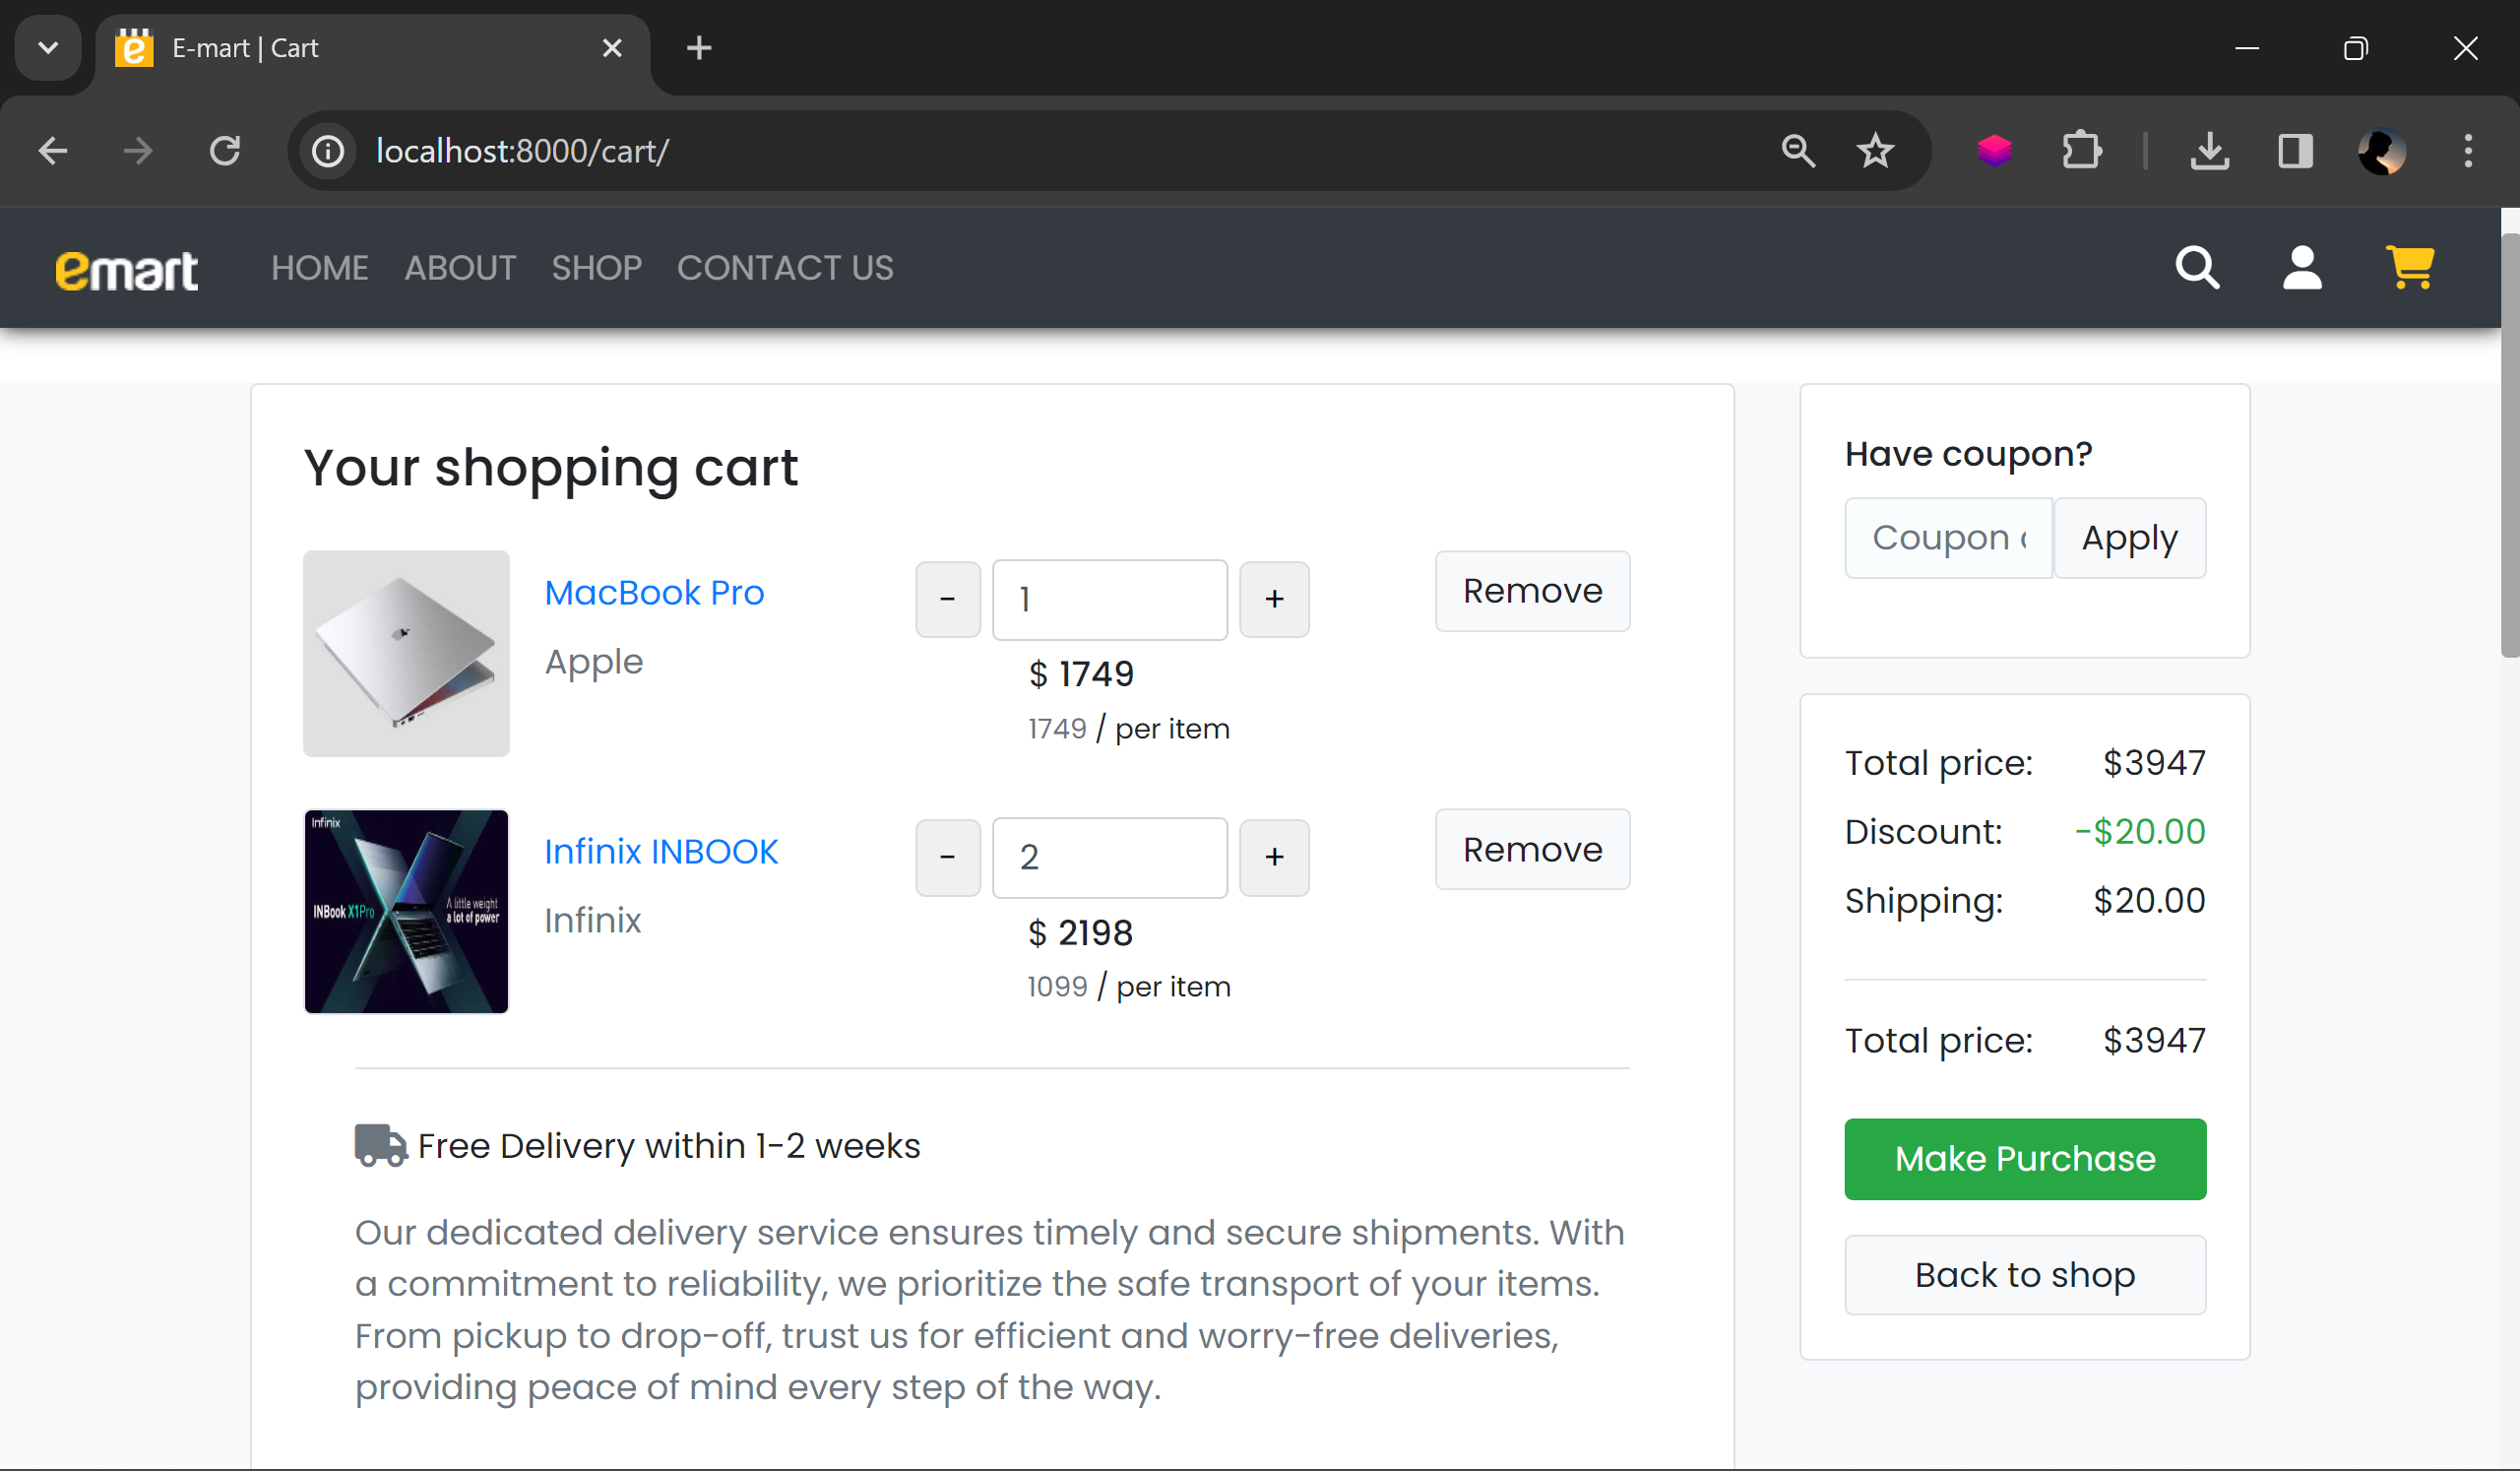 E-mart | Cart
localhost:8000/cart/
emart
HOME ABOUT SHOP CONTACT US
Your shopping cart
MacBook Pro
Apple
- 1 +
$ 1749
1749 / per item
Remove
Infinix
INBook X1Pro
A little weight
a lot of power
Infinix INBOOK
Infinix
- 2 +
$ 2198
1099 / per item
Remove
Free Delivery within 1-2 weeks
Our dedicated delivery service ensures timely and secure shipments. With
a commitment to reliability, we prioritize the safe transport of your items.
From pickup to drop-off, trust us for efficient and worry-free deliveries,
providing peace of mind every step of the way.
Have coupon?
Coupon Apply
Total price: $3947
Discount: -$20.00
Shipping: $20.00
Total price: $3947
Make Purchase
Back to shop